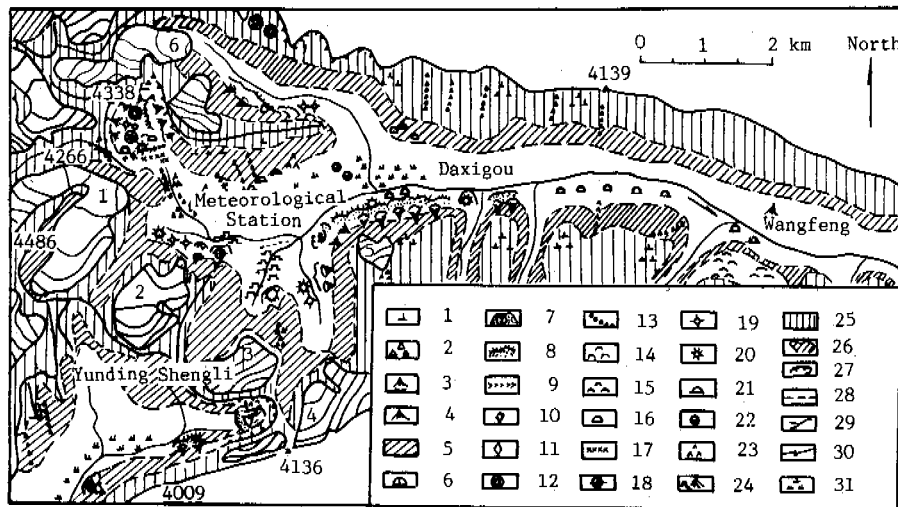 6
0 1 2 km
North
4139
4338
4266
Daxigou
1
Meteorological
Station
Wangfeng
4486
2
3
Yunding Shengli
4
4136
4009
1 7 13 19 25
2 8 14 20 26
3 9 15 21 27
4 10 16 22 28
5 11 17 23 29
6 12 18 24 30
31